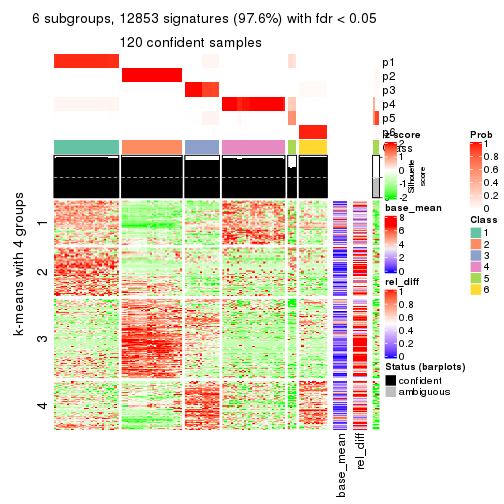 6 subgroups, 12853 signatures (97.6%) with fdr < 0.05
120 confident samples
p1
p2
p3
p4
p5
p6
Class
k-means with 4 groups
1
2
3
4
base_mean
rel_diff
z-score
2
1
0
-1
-2
Silhouette
score
base_mean
8
6
4
2
0
rel_diff
1
0.8
0.6
0.4
0.2
0
Status (barplots)
confident
ambiguous
Prob
1
0.8
0.6
0.4
0.2
0
Class
1
2
3
4
5
6